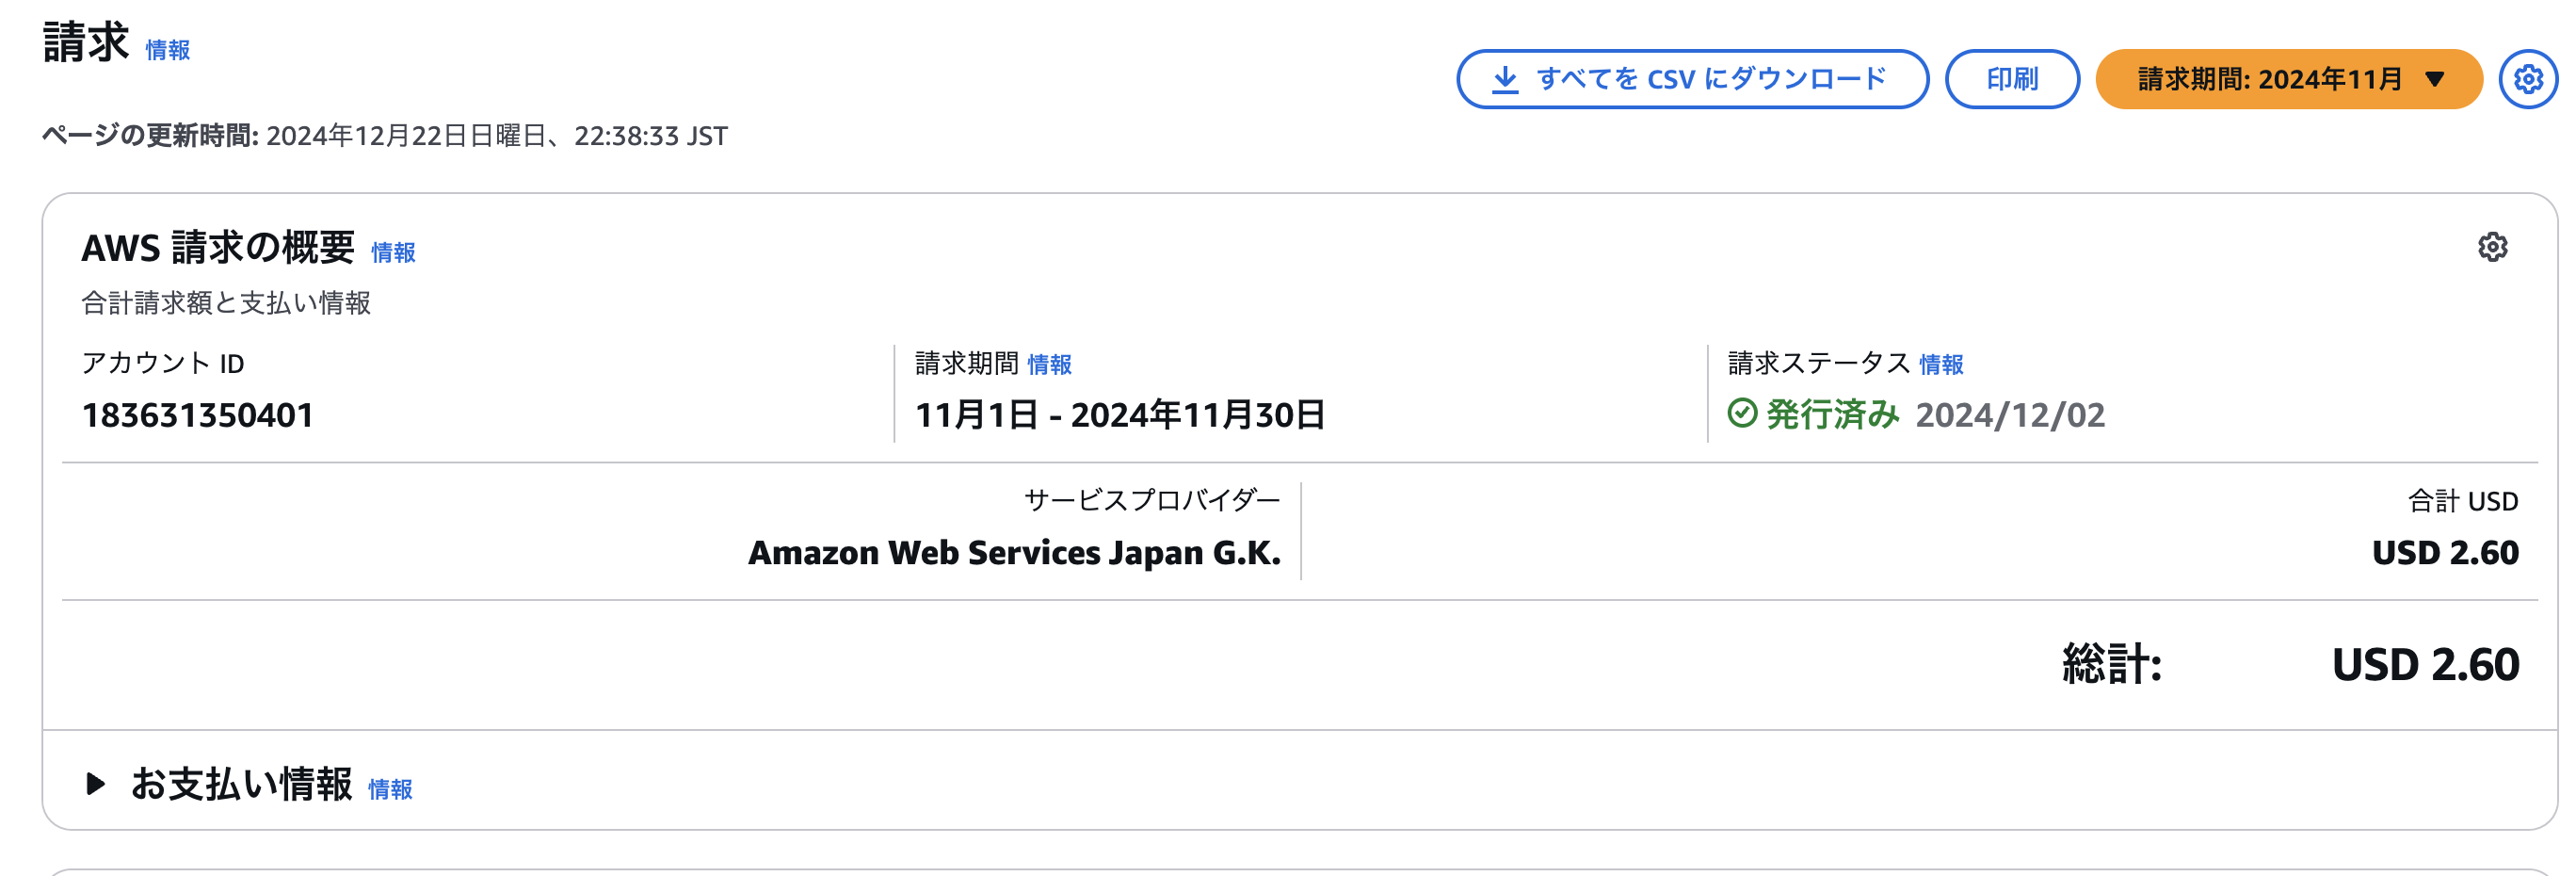 請求 情報
すべてを CSV にダウンロード 印刷 請求期間: 2024年11月
ページの更新時間: 2024年12月22日日曜日、22:38:33 JST
AWS 請求の概要 情報
合計請求額と支払い情報
アカウント ID 請求期間 情報 請求ステータス 情報
183631350401 11月1日 - 2024年11月30日 発行済み 2024/12/02
サービスプロバイダー 合計 USD
Amazon Web Services Japan G.K. USD 2.60
総計: USD 2.60
お支払い情報 情報